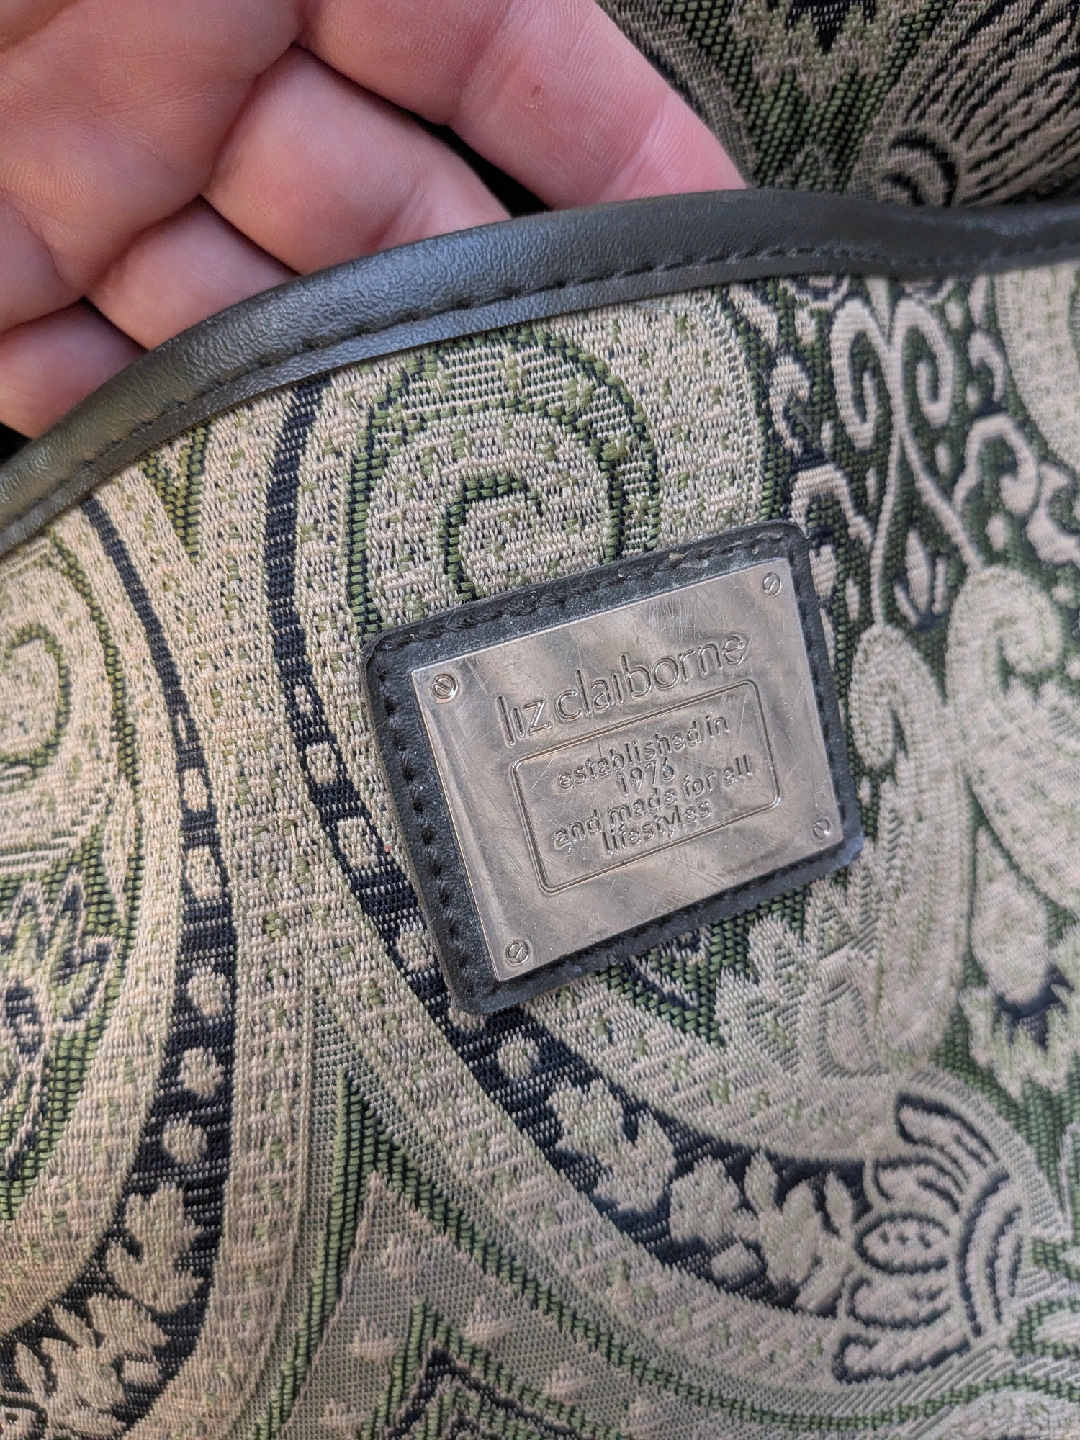 liz claiborne
established in
1976
and made for all
lifestyles